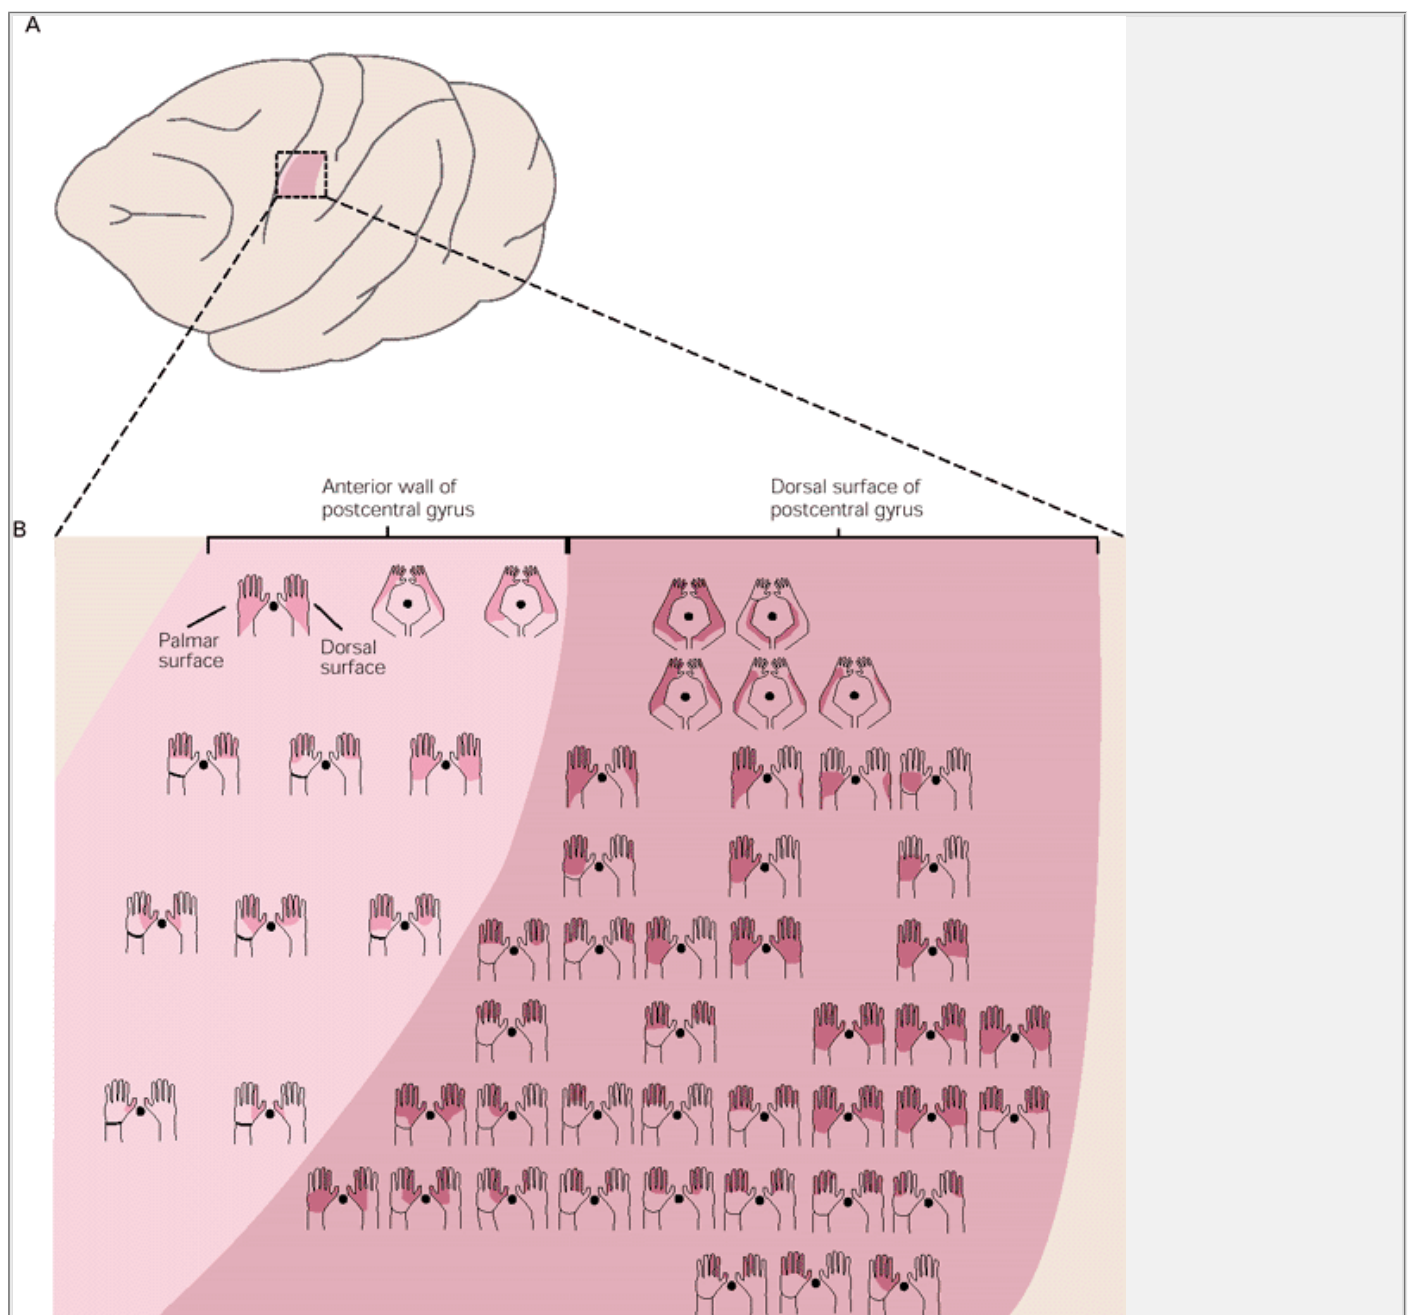 A
Anterior wall of
postcentral gyrus
Dorsal surface of
postcentral gyrus
B
Palmar
surface
Dorsal
surface